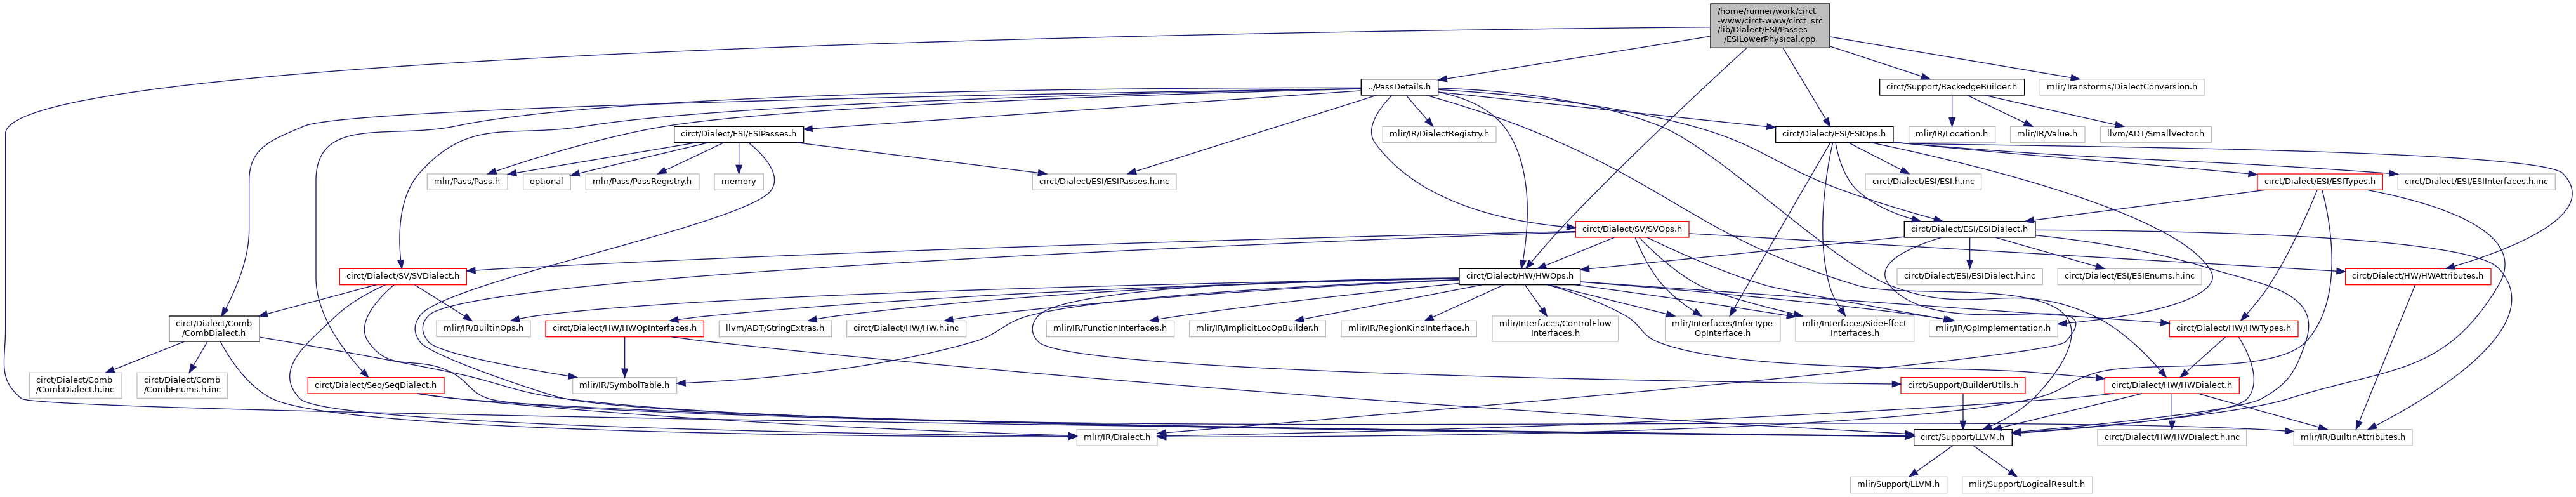 /home/runner/work/circt
-www/circt-www/circt_src
/lib/Dialect/ESI/Passes
/ESILowerPhysical.cpp
../PassDetails.h
circt/Support/BackedgeBuilder.h
mlir/Transforms/DialectConversion.h
circt/Dialect/ESI/ESIPasses.h
mlir/IR/DialectRegistry.h
circt/Dialect/ESI/ESIOps.h
mlir/IR/Location.h
mlir/IR/Value.h
llvm/ADT/SmallVector.h
mlir/Pass/Pass.h
optional
mlir/Pass/PassRegistry.h
memory
circt/Dialect/ESI/ESIPasses.h.inc
circt/Dialect/ESI/ESI.h.inc
circt/Dialect/ESI/ESITypes.h
circt/Dialect/ESI/ESIInterfaces.h.inc
circt/Dialect/SV/SVOps.h
circt/Dialect/ESI/ESIDialect.h
circt/Dialect/SV/SVDialect.h
circt/Dialect/HW/HWOps.h
circt/Dialect/ESI/ESIDialect.h.inc
circt/Dialect/ESI/ESIEnums.h.inc
circt/Dialect/HW/HWAttributes.h
circt/Dialect/Comb
/CombDialect.h
mlir/IR/BuiltinOps.h
circt/Dialect/HW/HWOpInterfaces.h
llvm/ADT/StringExtras.h
circt/Dialect/HW/HW.h.inc
mlir/IR/FunctionInterfaces.h
mlir/IR/ImplicitLocOpBuilder.h
mlir/IR/RegionKindInterface.h
mlir/Interfaces/ControlFlow
Interfaces.h
mlir/Interfaces/InferType
OpInterface.h
mlir/Interfaces/SideEffect
Interfaces.h
mlir/IR/OpImplementation.h
circt/Dialect/HW/HWTypes.h
circt/Dialect/Comb
/CombDialect.h.inc
circt/Dialect/Comb
/CombEnums.h.inc
circt/Dialect/Seq/SeqDialect.h
mlir/IR/SymbolTable.h
circt/Support/BuilderUtils.h
circt/Dialect/HW/HWDialect.h
mlir/IR/Dialect.h
circt/Support/LLVM.h
circt/Dialect/HW/HWDialect.h.inc
mlir/IR/BuiltinAttributes.h
mlir/Support/LLVM.h
mlir/Support/LogicalResult.h